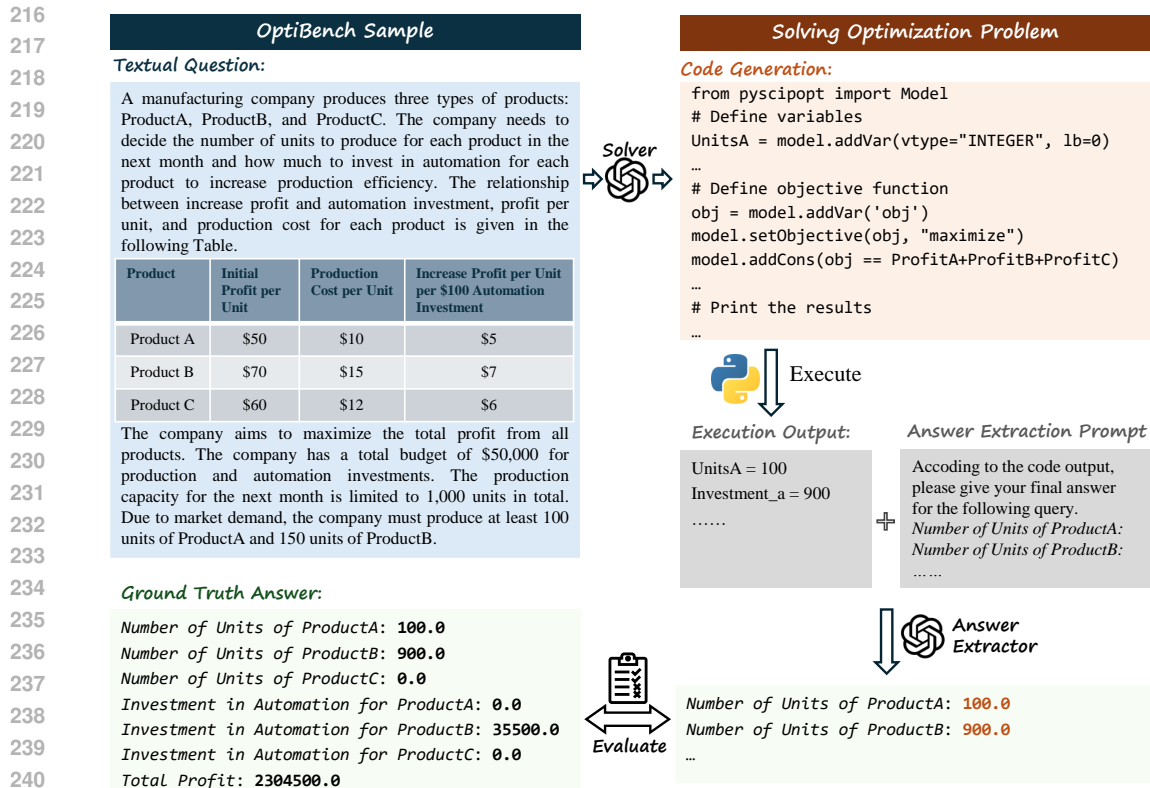 216
217
218
219
220
221
222
223
224
225
226
227
228
229
230
231
232
233
234
235
236
237
238
239
240
OptiBench Sample
Textual Question:
A manufacturing company produces three types of products:
ProductA, ProductB, and ProductC. The company needs to
decide the number of units to produce for each product in the
next month and how much to invest in automation for each
product to increase production efficiency. The relationship
between increase profit and automation investment, profit per
unit, and production cost for each product is given in the
following Table.
Product Initial Profit per Unit Production Cost per Unit Increase Profit per Unit per $100 Automation Investment
Product A $50 $10 $5
Product B $70 $15 $7
Product C $60 $12 $6
The company aims to maximize the total profit from all
products. The company has a total budget of $50,000 for
production and automation investments. The production
capacity for the next month is limited to 1,000 units in total.
Due to market demand, the company must produce at least 100
units of ProductA and 150 units of ProductB.
Ground Truth Answer:
Number of Units of ProductA: 100.0
Number of Units of ProductB: 900.0
Number of Units of ProductC: 0.0
Investment in Automation for ProductA: 0.0
Investment in Automation for ProductB: 35500.0
Investment in Automation for ProductC: 0.0
Total Profit: 2304500.0
Solver
Solving Optimization Problem
Code Generation:
from pyscipopt import Model
# Define variables
UnitsA = model.addVar(vtype="INTEGER", lb=0)
…
# Define objective function
obj = model.addVar('obj')
model.setObjective(obj, "maximize")
model.addCons(obj == ProfitA+ProfitB+ProfitC)
…
# Print the results
…
Execute
Execution Output:
UnitsA = 100
Investment_a = 900
……
Answer Extraction Prompt
Accoding to the code output,
please give your final answer
for the following query.
Number of Units of ProductA:
Number of Units of ProductB:
……
Answer
Extractor
Evaluate
Number of Units of ProductA: 100.0
Number of Units of ProductB: 900.0
…